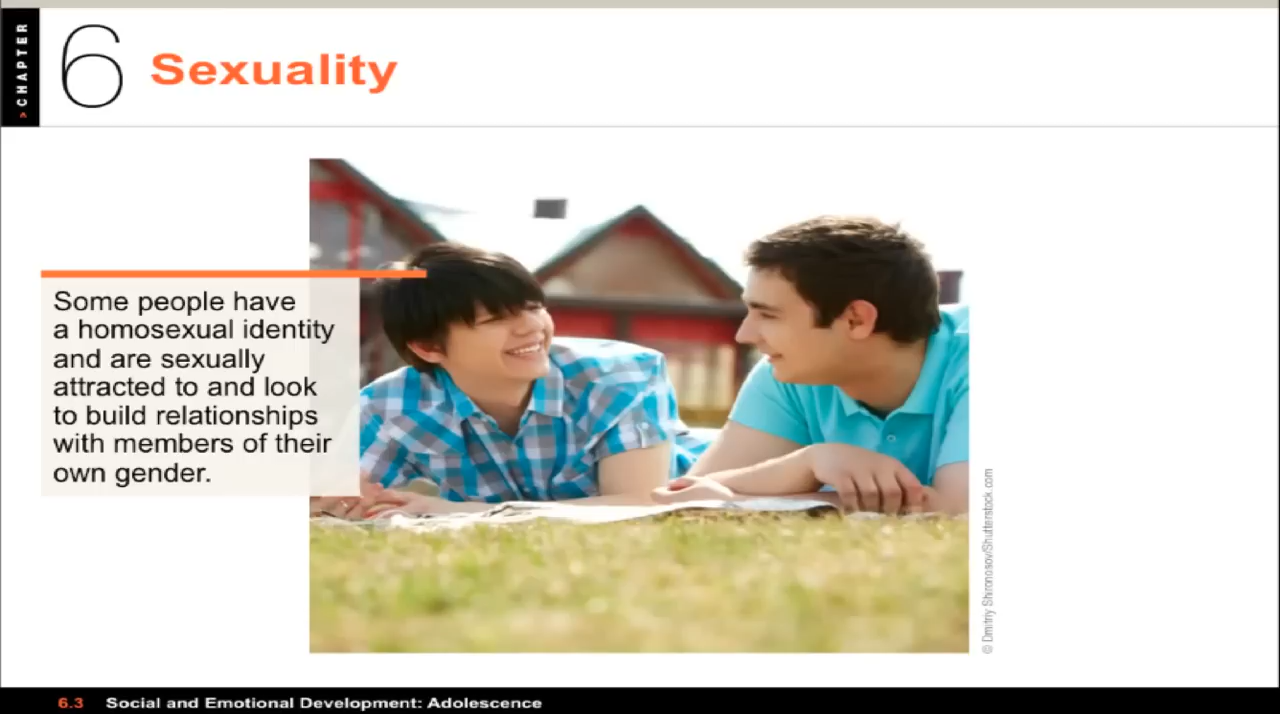 > CHAPTER
6 Sexuality
Some people have
a homosexual identity
and are sexually
attracted to and look
to build relationships
with members of their
own gender.
© Dmitriy Shironosov/Shutterstock.com
6.3 Social and Emotional Development: Adolescence